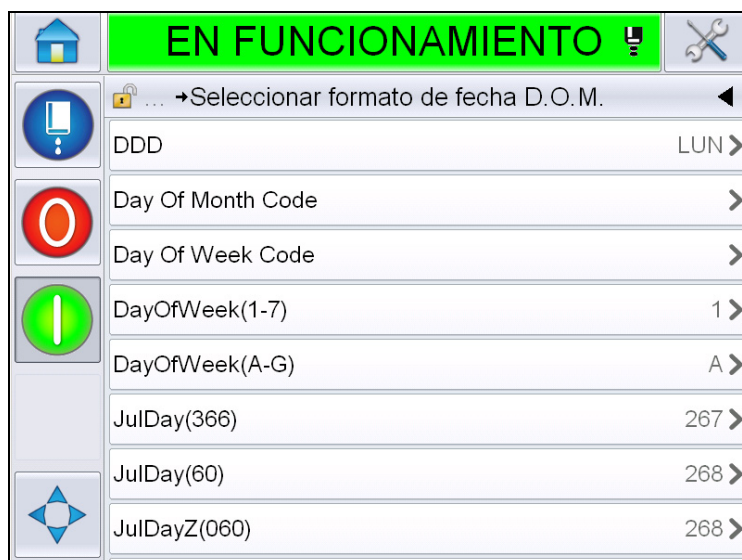 EN FUNCIONAMIENTO
... →Seleccionar formato de fecha D.O.M.
DDD LUN
Day Of Month Code
Day Of Week Code
DayOfWeek(1-7) 1
DayOfWeek(A-G) A
JulDay(366) 267
JulDay(60) 268
JulDayZ(060) 268